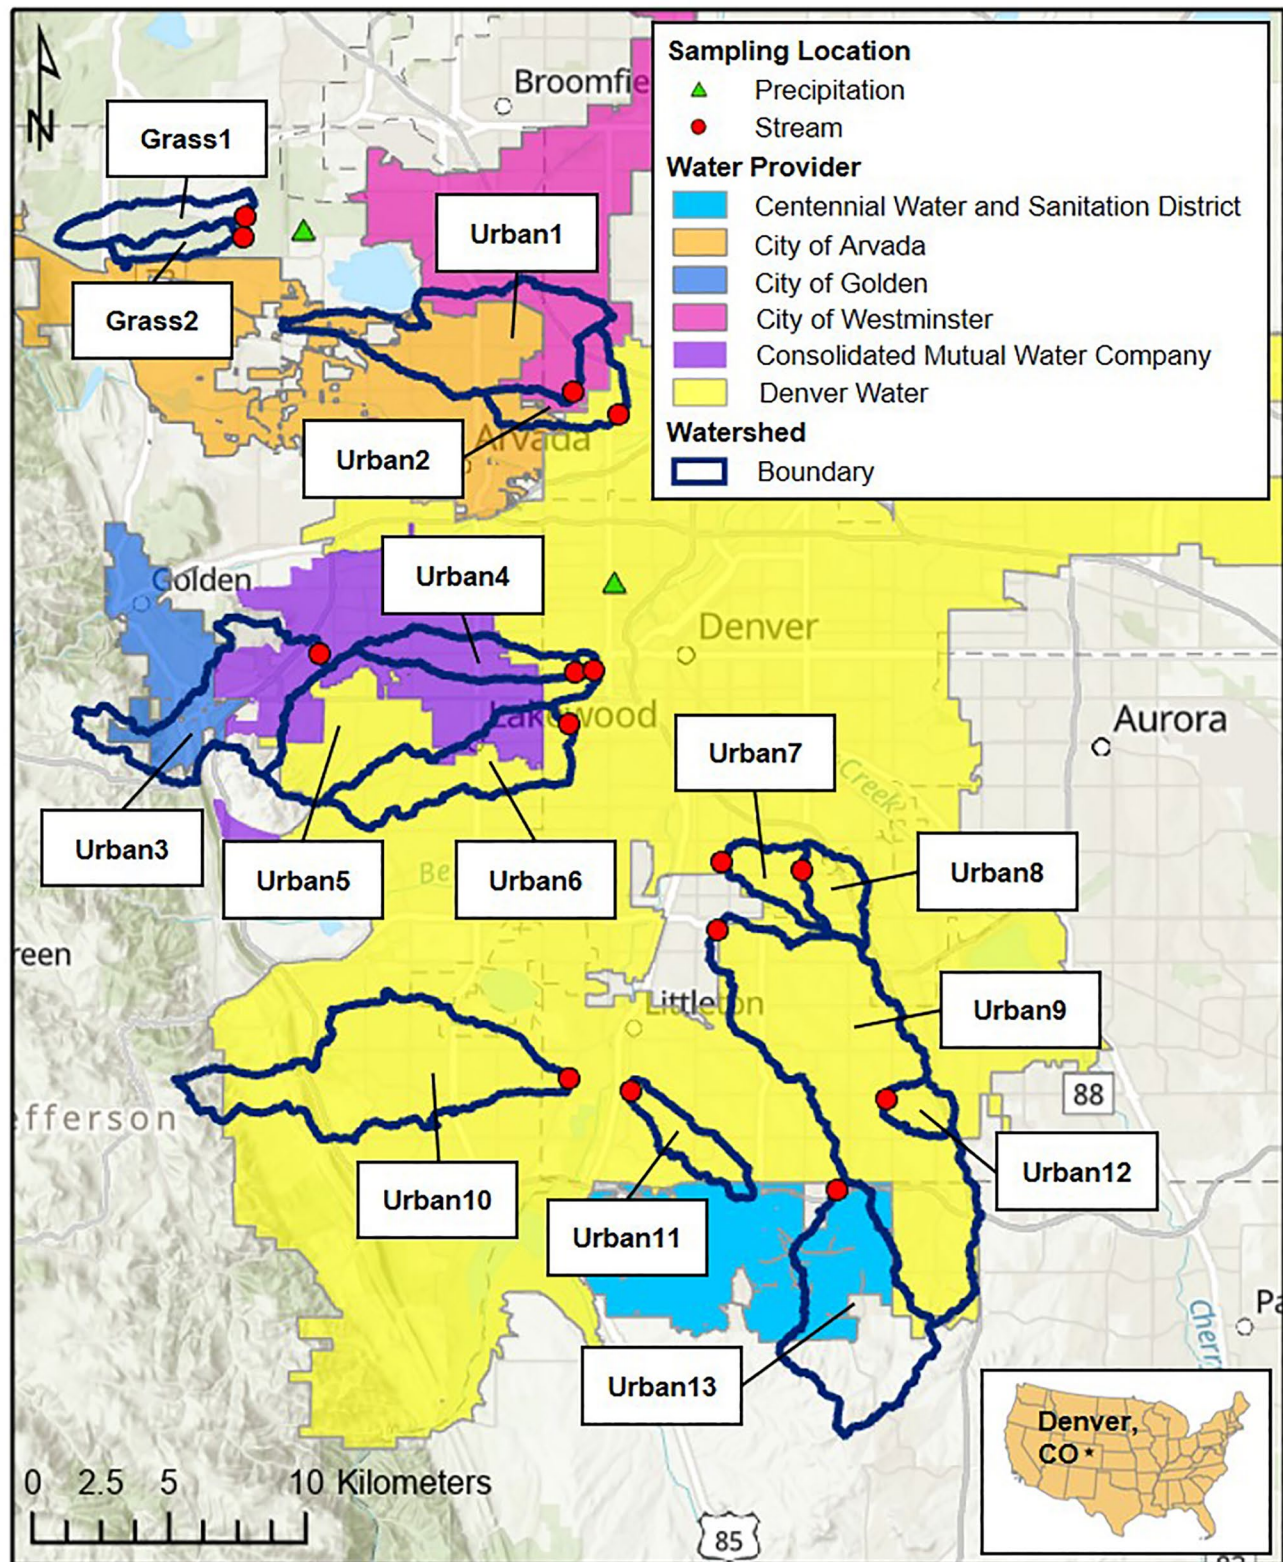 N
Broomfie
Sampling Location
Precipitation
Stream
Water Provider
Centennial Water and Sanitation District
City of Arvada
City of Golden
City of Westminster
Consolidated Mutual Water Company
Denver Water
Watershed
Boundary
Grass1
Urban1
Grass2
Urban2
Arvada
Golden
Urban4
Denver
Lakewood
Aurora
Urban7
Creek
Urban3
Urban5
Be
Urban6
Urban8
reen
Littleton
Urban9
88
efferson
Urban10
Urban11
Urban12
Urban13
Cherr
Pa
Denver,
CO
0 2.5 5 10 Kilometers
85